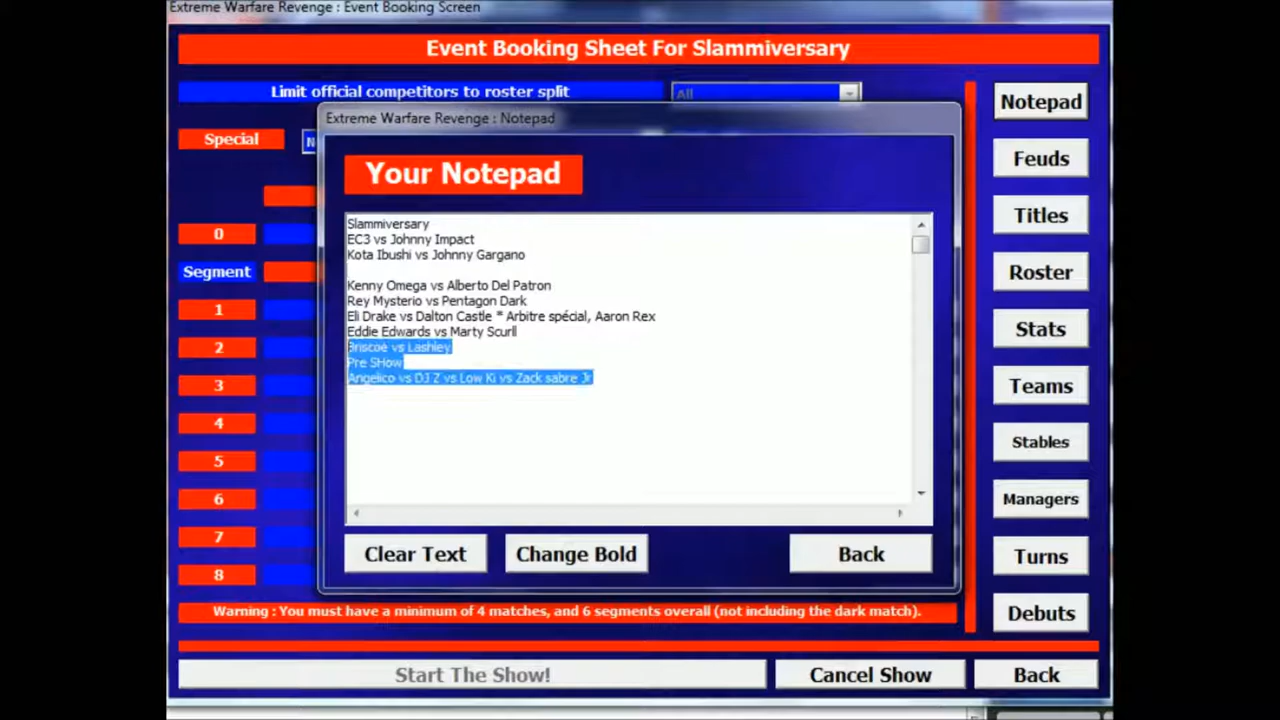 Extreme Warfare Revenge : Event Booking Screen
Event Booking Sheet For Slammiversary
Limit official competitors to roster split
All
Special
0
Segment
1
2
3
4
5
6
7
8
Extreme Warfare Revenge : Notepad
Your Notepad
Slammiversary
EC3 vs Johnny Impact
Kota Ibushi vs Johnny Gargano
Kenny Omega vs Alberto Del Patron
Rey Mysterio vs Pentagon Dark
Eli Drake vs Dalton Castle * Arbitre spécial, Aaron Rex
Eddie Edwards vs Marty Scurll
Briscoe vs Lashley
Pre SHow
Angelico vs DJ Z vs Low Ki vs Zack sabre Jr
Clear Text
Change Bold
Back
Notepad
Feuds
Titles
Roster
Stats
Teams
Stables
Managers
Turns
Debuts
Warning : You must have a minimum of 4 matches, and 6 segments overall (not including the dark match).
Start The Show!
Cancel Show
Back